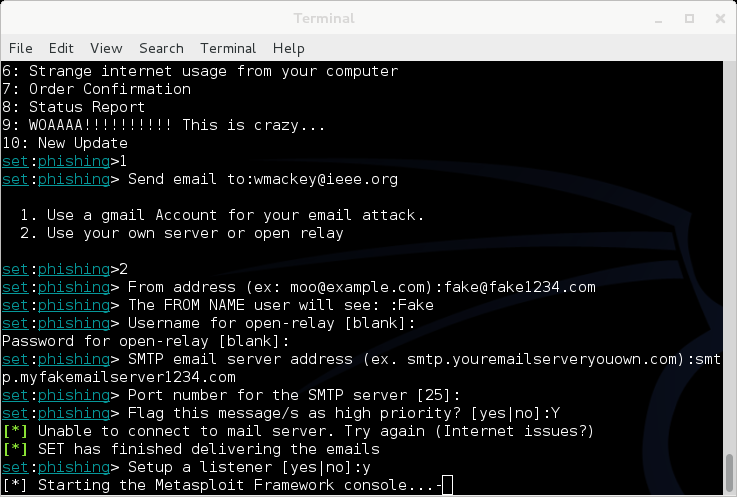 Terminal
File Edit View Search Terminal Help
6: Strange internet usage from your computer
7: Order Confirmation
8: Status Report
9: WOAAAA!!!!!!!!!! This is crazy...
10: New Update
set:phishing>1
set:phishing> Send email to:wmackey@ieee.org
1. Use a gmail Account for your email attack.
2. Use your own server or open relay
set:phishing>2
set:phishing> From address (ex: moo@example.com):fake@fake1234.com
set:phishing> The FROM NAME user will see: :Fake
set:phishing> Username for open-relay [blank]:
Password for open-relay [blank]:
set:phishing> SMTP email server address (ex. smtp.youremailserveryouown.com):smt
p.myfakemailserver1234.com
set:phishing> Port number for the SMTP server [25]:
set:phishing> Flag this message/s as high priority? [yes|no]:Y
[*] Unable to connect to mail server. Try again (Internet issues?)
[*] SET has finished delivering the emails
set:phishing> Setup a listener [yes|no]:y
[*] Starting the Metasploit Framework console...-